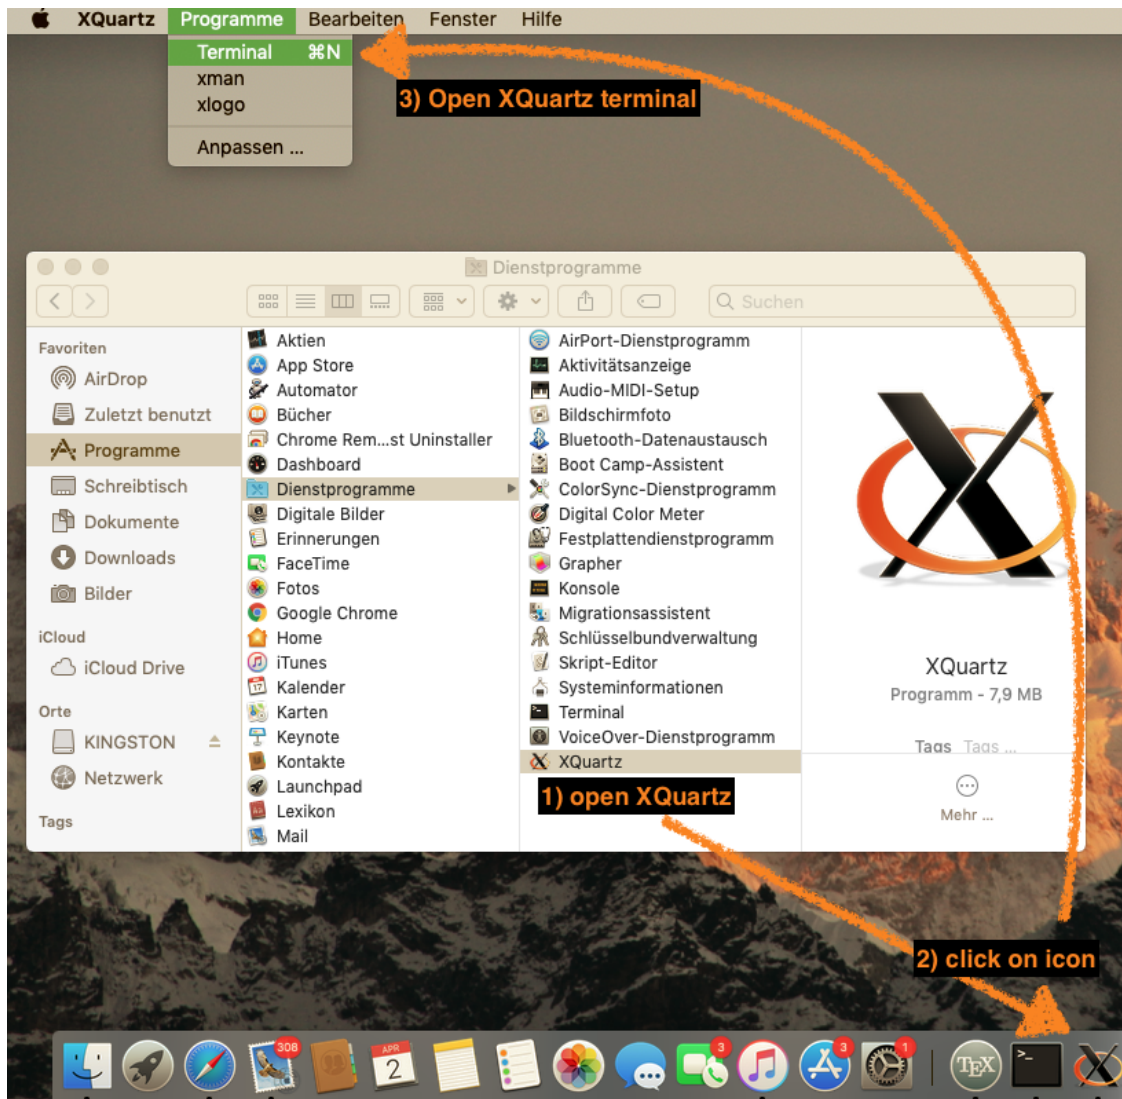 XQuartz Programme Bearbeiten Fenster Hilfe
Terminal ⌘N
xman
xlogo
Anpassen ...
3) Open XQuartz terminal
Dienstprogramme
Suchen
Favoriten
AirDrop
Zuletzt benutzt
Programme
Schreibtisch
Dokumente
Downloads
Bilder
iCloud
iCloud Drive
Orte
KINGSTON
Netzwerk
Tags
Aktien
App Store
Automator
Bücher
Chrome Rem...st Uninstaller
Dashboard
Dienstprogramme
Digitale Bilder
Erinnerungen
FaceTime
Fotos
Google Chrome
Home
iTunes
Kalender
Karten
Keynote
Kontakte
Launchpad
Lexikon
Mail
AirPort-Dienstprogramm
Aktivitätsanzeige
Audio-MIDI-Setup
Bildschirmfoto
Bluetooth-Datenaustausch
Boot Camp-Assistent
ColorSync-Dienstprogramm
Digital Color Meter
Festplattendienstprogramm
Grapher
Konsole
Migrationsassistent
Schlüsselbundverwaltung
Skript-Editor
Systeminformationen
Terminal
VoiceOver-Dienstprogramm
XQuartz
1) open XQuartz
XQuartz
Programm - 7,9 MB
Tags Tags ...
Mehr ...
2) click on icon
308
APR
2
3
3
1
TEX
>_